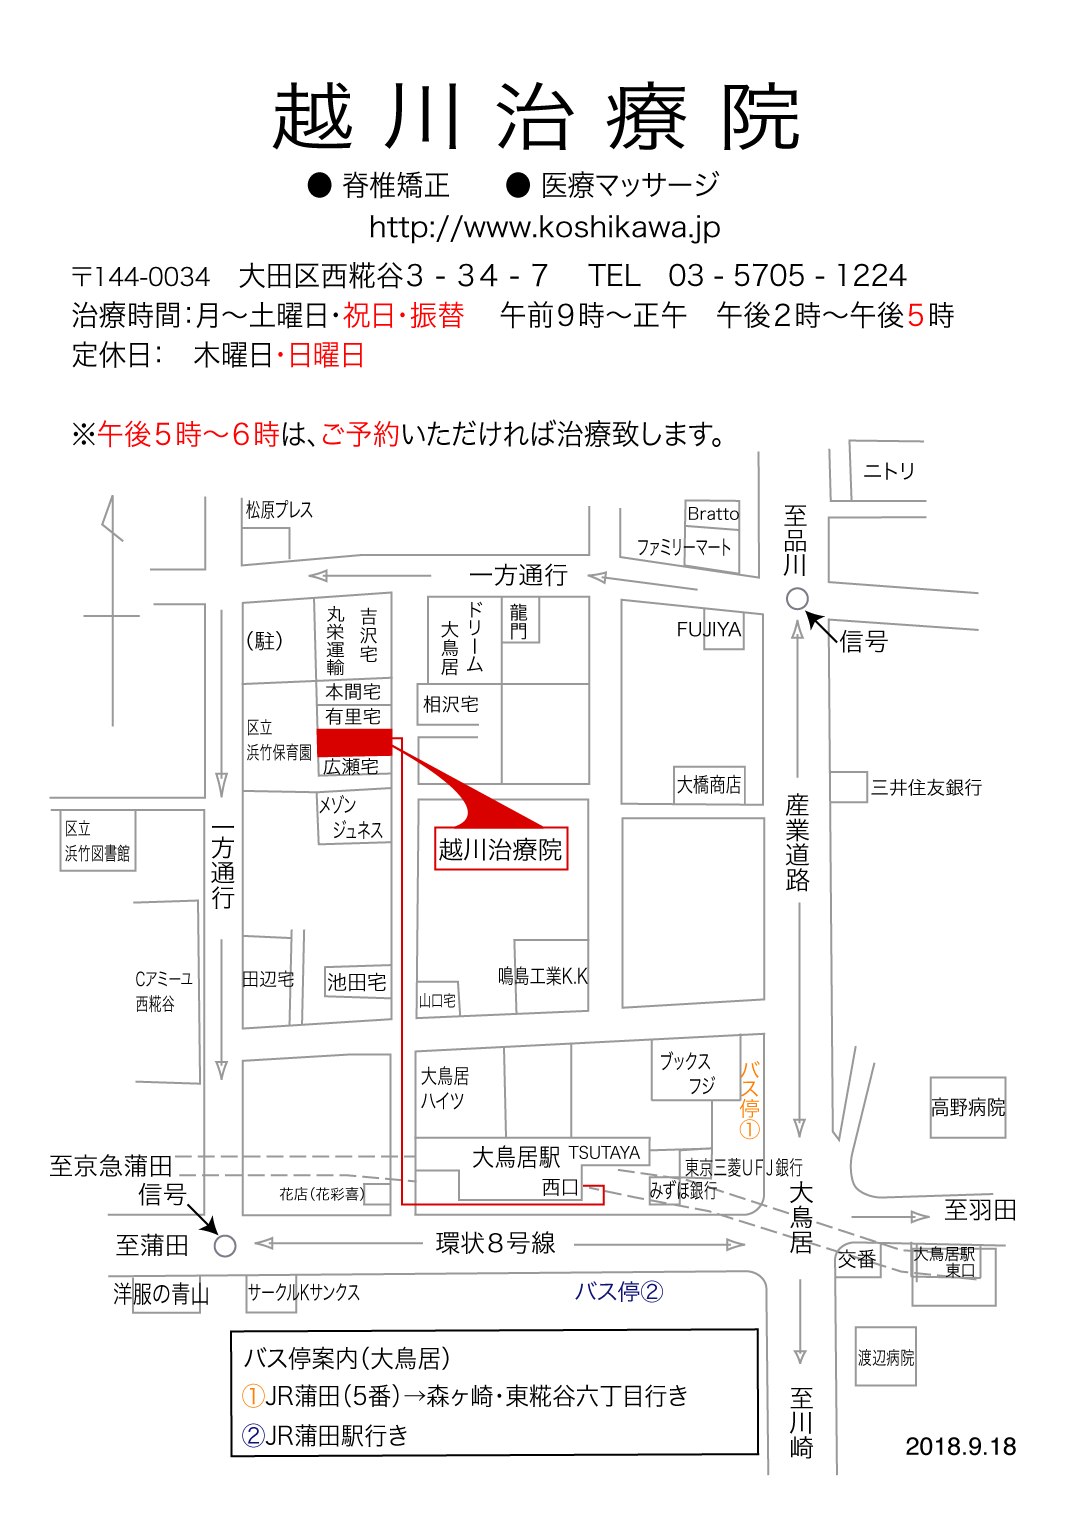 越川治療院
● 脊椎矯正　● 医療マッサージ
http://www.koshikawa.jp
〒144-0034　大田区西糀谷３-３４-７　TEL　03-5705-1224
治療時間：月～土曜日・祝日・振替　午前９時～正午　午後２時～午後５時
定休日：　木曜日・日曜日
※午後５時～６時は、ご予約いただければ治療致します。
ニトリ
松原プレス
Bratto
ファミリーマート
至品川
一方通行
信号
（駐）
丸栄運輸
吉沢宅
大鳥居
ドリーム
龍門
FUJIYA
本間宅
有里宅
相沢宅
区立
浜竹保育園
広瀬宅
大橋商店
三井住友銀行
メゾン
ジュネス
産業道路
区立
浜竹図書館
一方通行
越川治療院
Cアミーユ
西糀谷
田辺宅
池田宅
山口宅
鳴島工業K.K
ブックス
フジ
バス停①
大鳥居
ハイツ
高野病院
大鳥居駅
TSUTAYA
西口
東京三菱UFJ銀行
みずほ銀行
至京急蒲田
信号
花店（花彩喜）
大鳥居
至羽田
至蒲田
環状８号線
交番
大鳥居駅
東口
洋服の青山
サークルKサンクス
バス停②
渡辺病院
バス停案内（大鳥居）
①JR蒲田（5番）→森ヶ崎・東糀谷六丁目行き
②JR蒲田駅行き
至川崎
2018.9.18